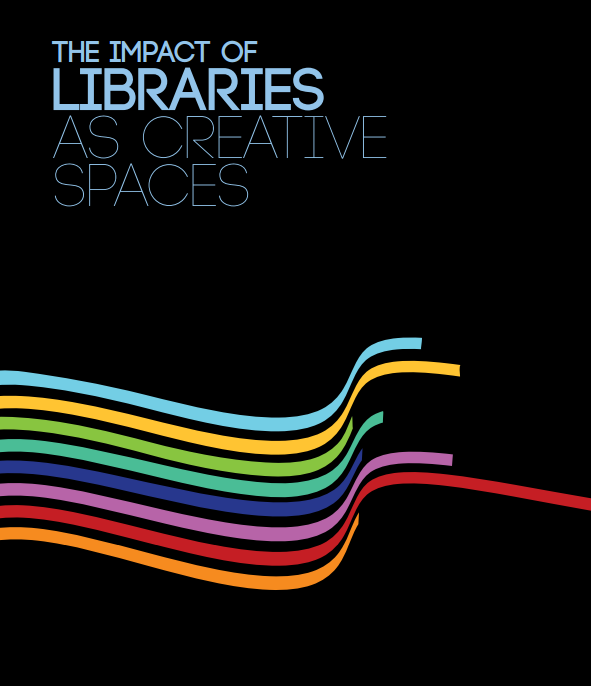 THE IMPACT OF
LIBRARIES
AS CREATIVE
SPACES